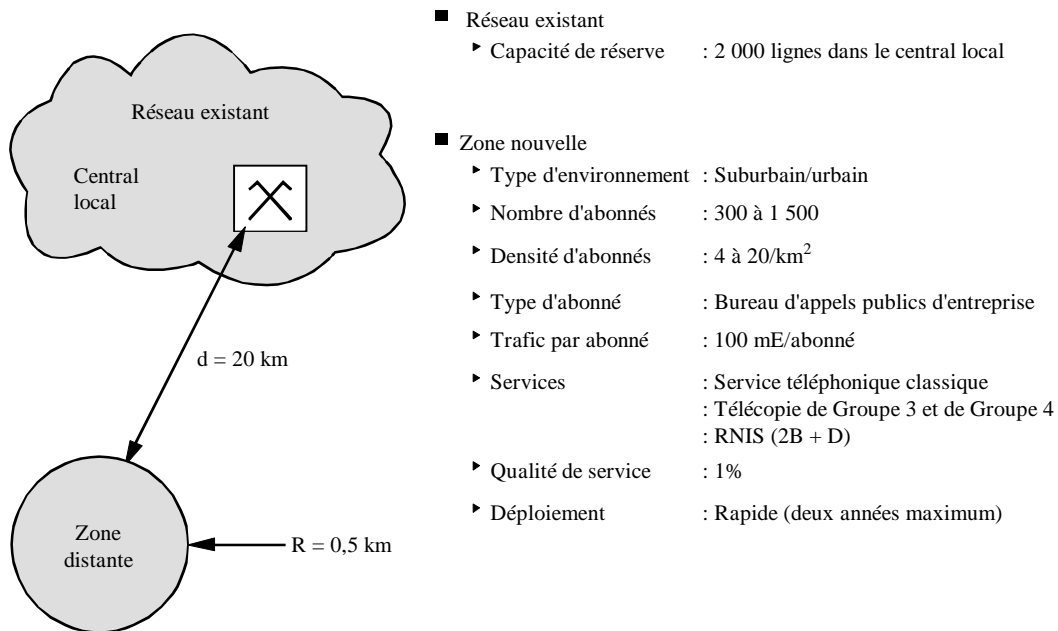 ■ Réseau existant
‣ Capacité de réserve : 2 000 lignes dans le central local
Réseau existant
Central
local
■ Zone nouvelle
‣ Type d'environnement : Suburbain/urbain
‣ Nombre d'abonnés : 300 à 1 500
‣ Densité d'abonnés : 4 à 20/km²
‣ Type d'abonné : Bureau d'appels publics d'entreprise
‣ Trafic par abonné : 100 mE/abonné
‣ Services : Service téléphonique classique
: Télécopie de Groupe 3 et de Groupe 4
: RNIS (2B + D)
‣ Qualité de service : 1%
‣ Déploiement : Rapide (deux années maximum)
d = 20 km
Zone
distante
R = 0,5 km